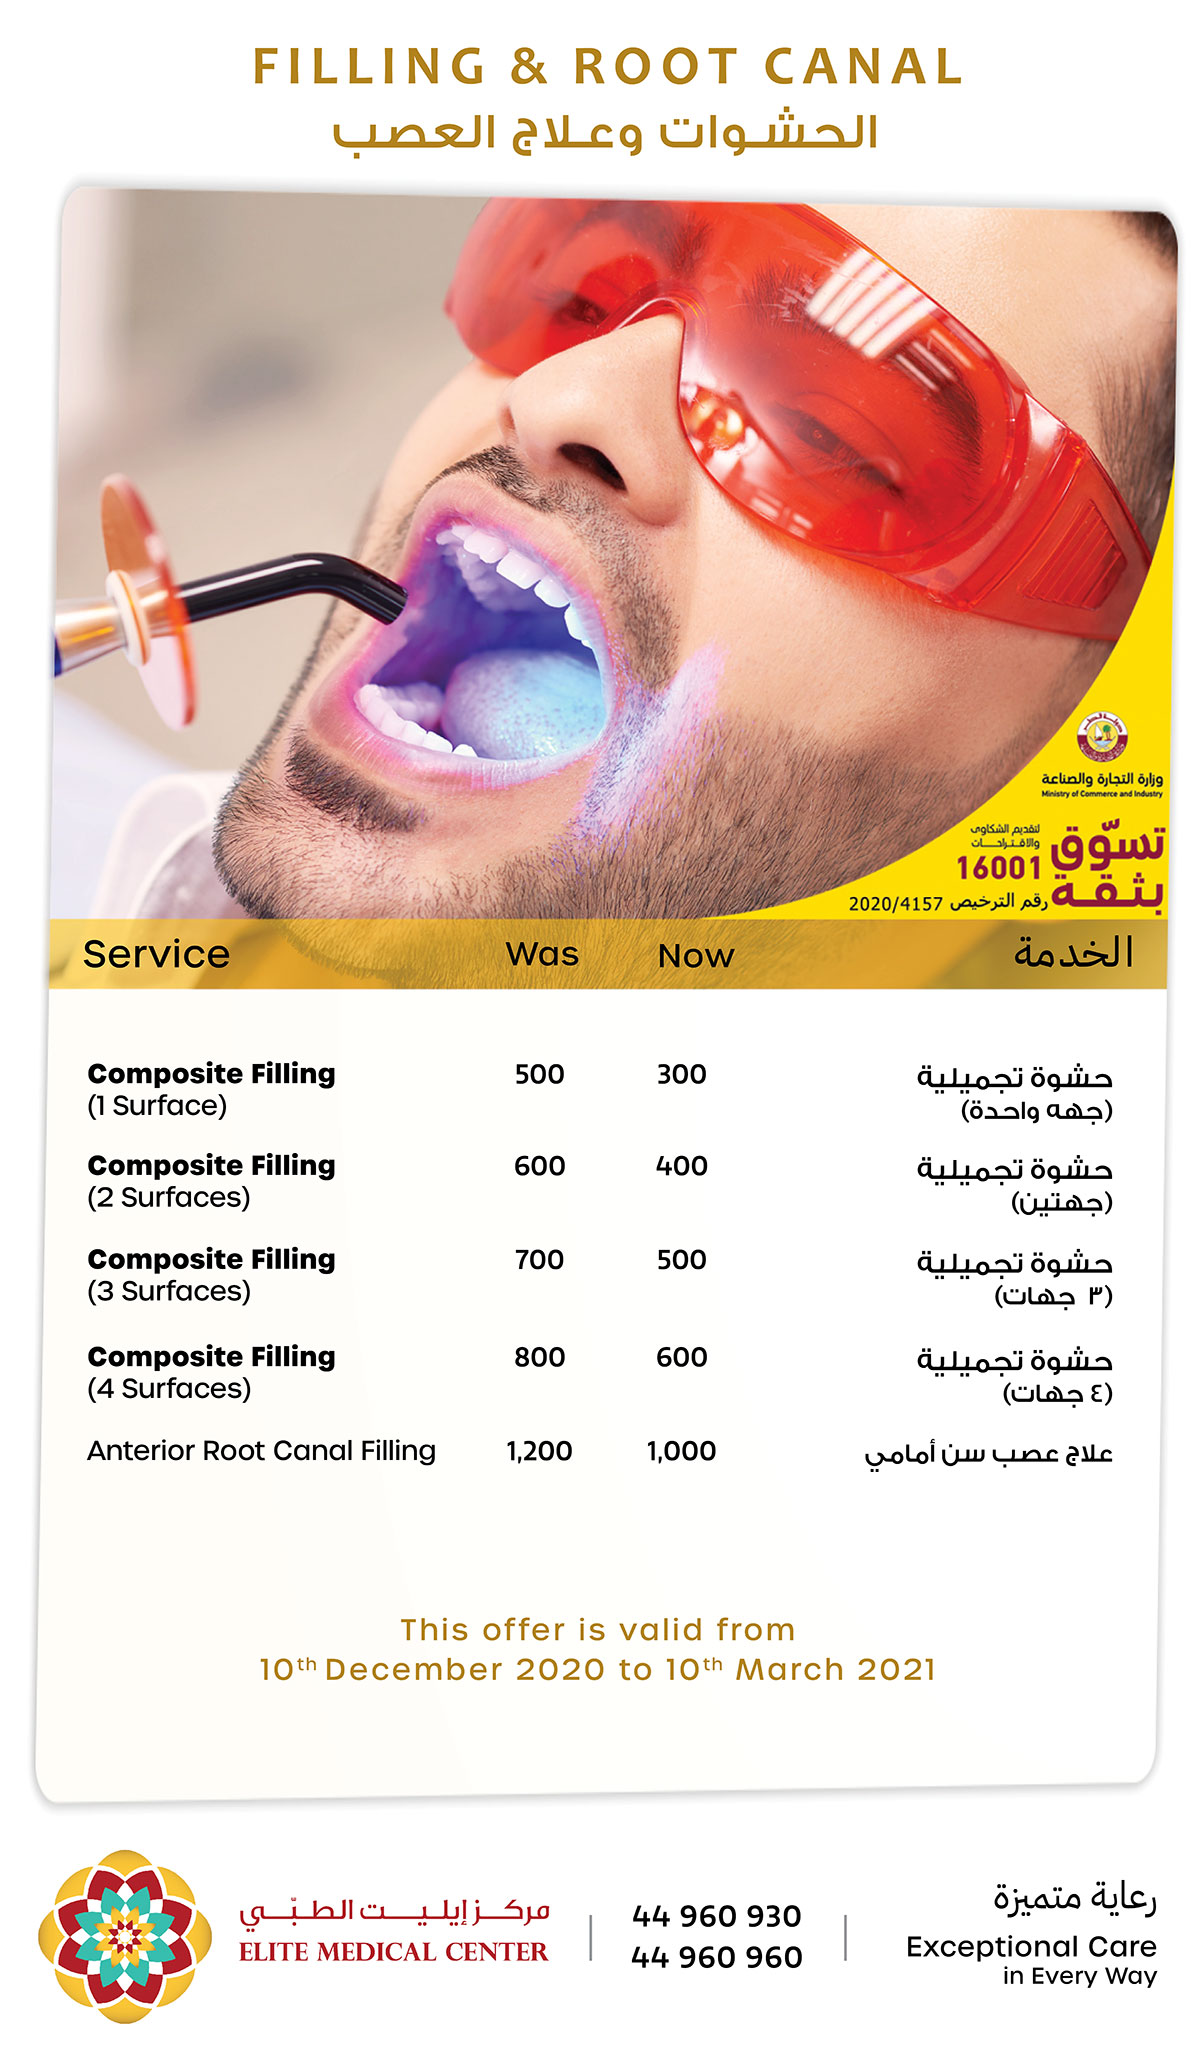 FILLING & ROOT CANAL
الحشوات وعلاج العصب
وزارة التجارة والصناعة
Ministry of Commerce and Industry
تسوّق
بثقة
لتقديم الشكاوى
والاقتراحات
16001
رقم الترخيص 2020/4157
Service Was Now الخدمة
Composite Filling 500 300 حشوة تجميلية
(1 Surface) (جهه واحدة)
Composite Filling 600 400 حشوة تجميلية
(2 Surfaces) (جهتين)
Composite Filling 700 500 حشوة تجميلية
(3 Surfaces) (٣ جهات)
Composite Filling 800 600 حشوة تجميلية
(4 Surfaces) (٤ جهات)
Anterior Root Canal Filling 1,200 1,000 علاج عصب سن أمامي
This offer is valid from
10th December 2020 to 10th March 2021
مركز إيليت الطبّي
ELITE MEDICAL CENTER
44 960 930
44 960 960
رعاية متميزة
Exceptional Care
in Every Way